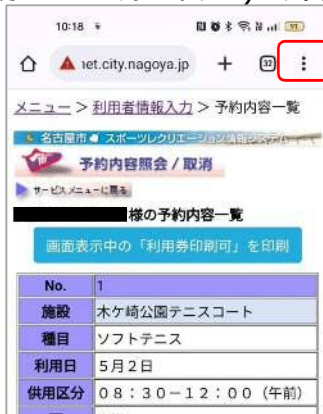 10:18
91
net.city.nagoya.jp
32
メニュー > 利用者情報入力 > 予約内容一覧
名古屋市 スポーツレクリエーション情報システム
予約内容照会 / 取消
サービスメニューに戻る
様の予約内容一覧
画面表示中の「利用券印刷可」を印刷
No. 1
施設 木ケ崎公園テニスコート
種目 ソフトテニス
利用日 5月2日
供用区分 08:30－12:00 (午前)